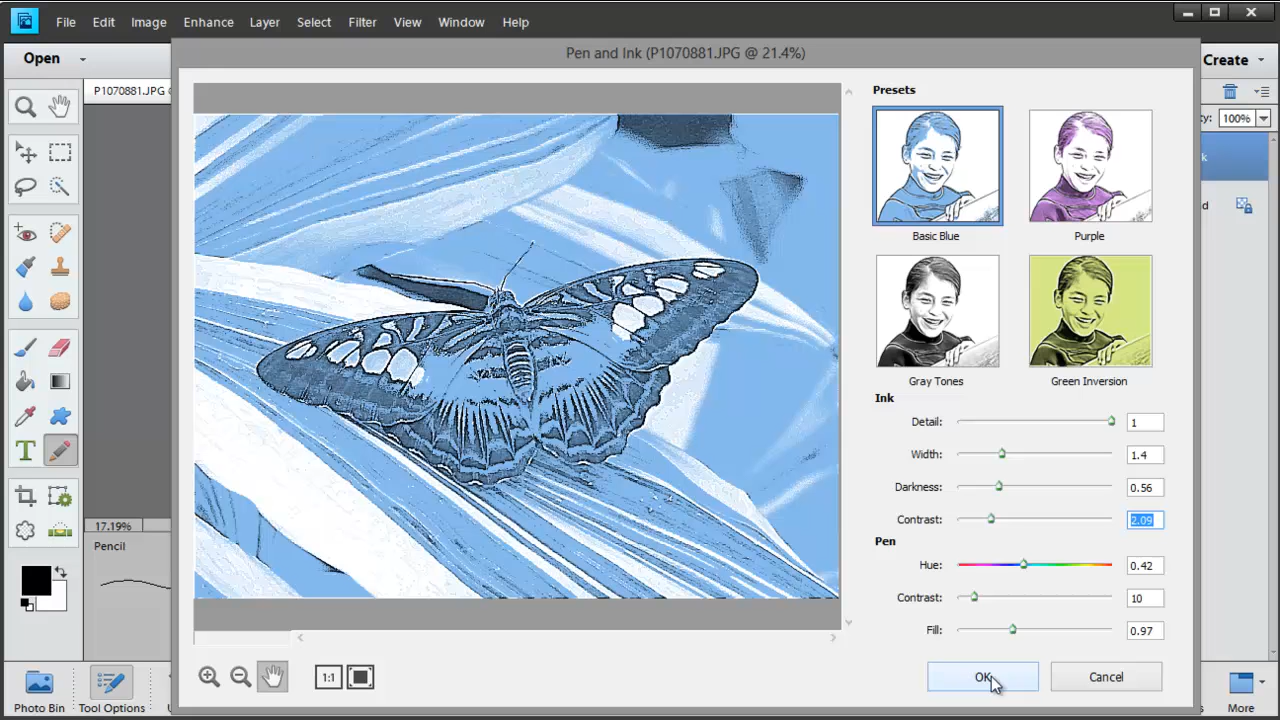 File Edit Image Enhance Layer Select Filter View Window Help
Open
Pen and Ink (P1070881.JPG @ 21.4%)
Create
P1070881.JPG @
Presets
100%
Basic Blue
Purple
Gray Tones
Green Inversion
Ink
Detail: 1
Width: 1.4
Darkness: 0.56
Contrast: 2.09
Pen
Hue: 0.42
Contrast: 10
Fill: 0.97
17.19%
Pencil
1:1
OK
Cancel
Photo Bin
Tool Options
More